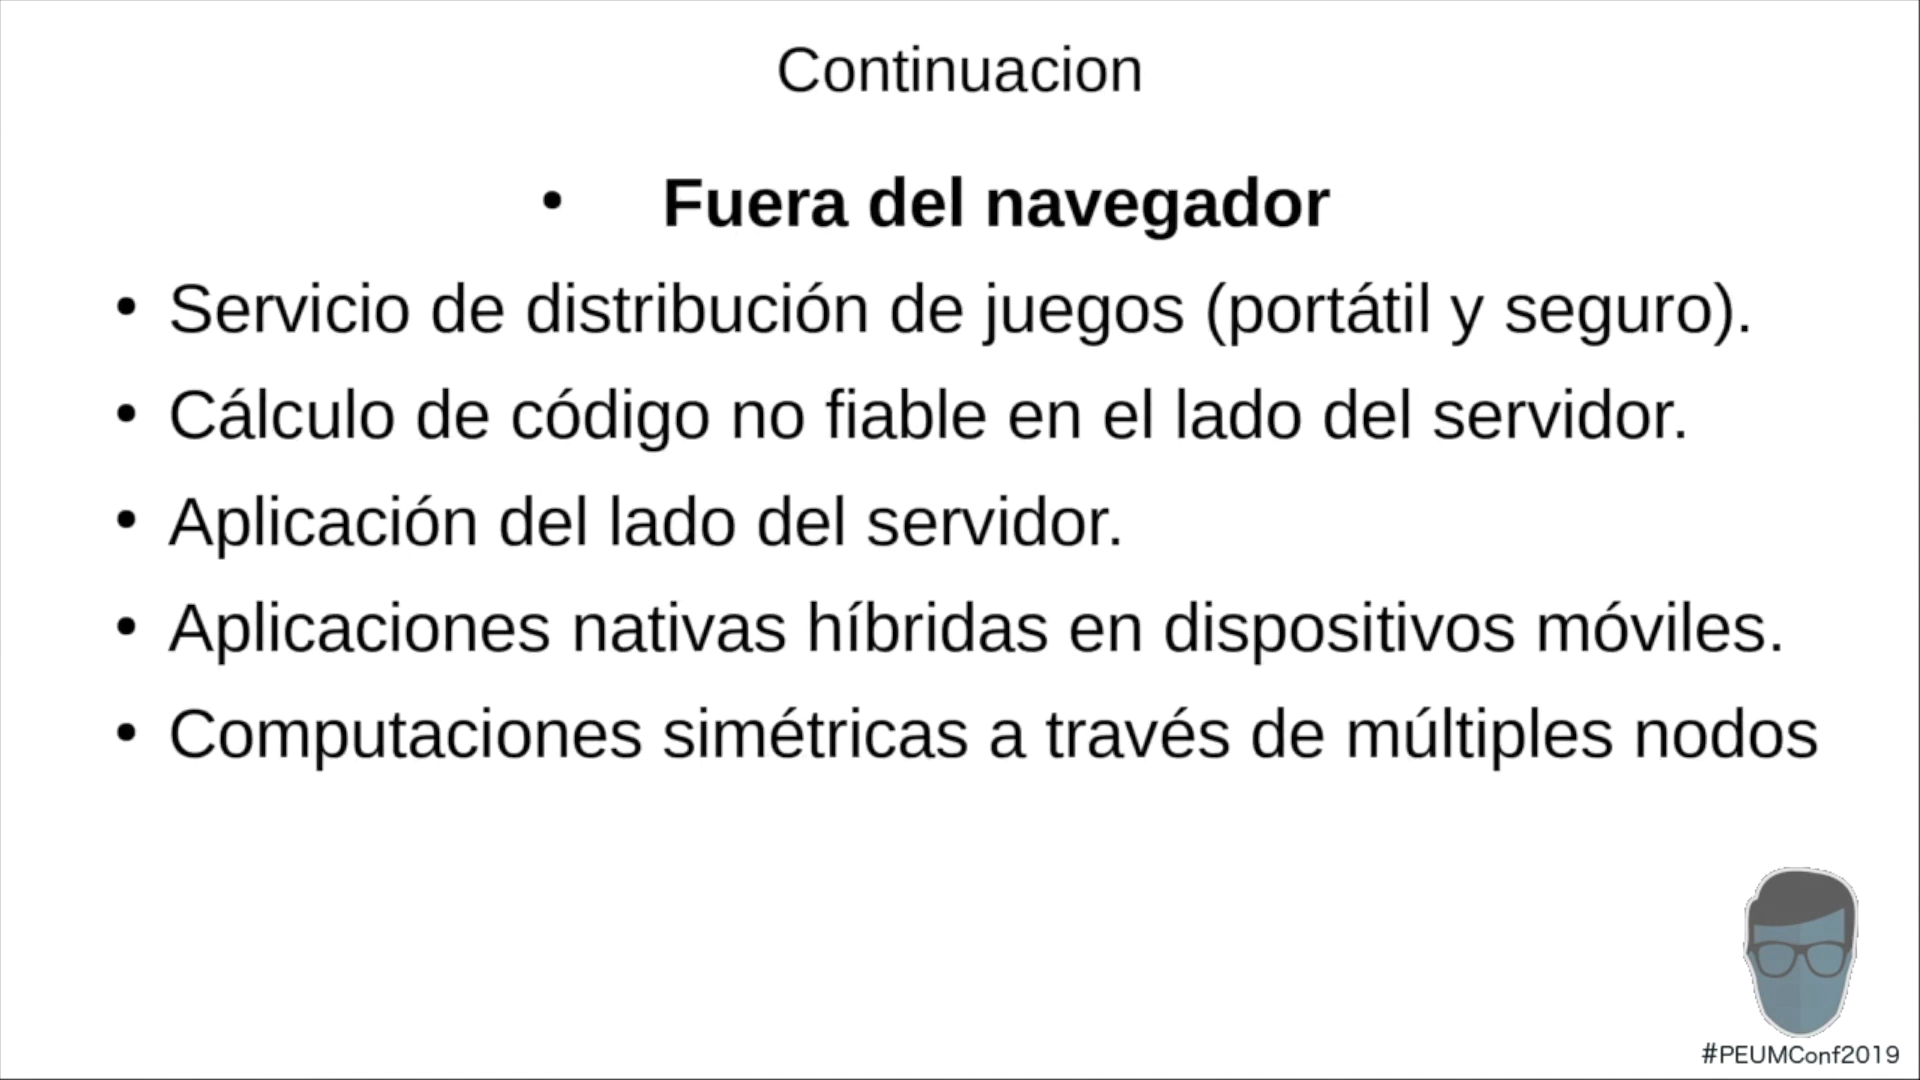 Continuacion
• Fuera del navegador
• Servicio de distribución de juegos (portátil y seguro).
• Cálculo de código no fiable en el lado del servidor.
• Aplicación del lado del servidor.
• Aplicaciones nativas híbridas en dispositivos móviles.
• Computaciones simétricas a través de múltiples nodos
#PEUMConf2019